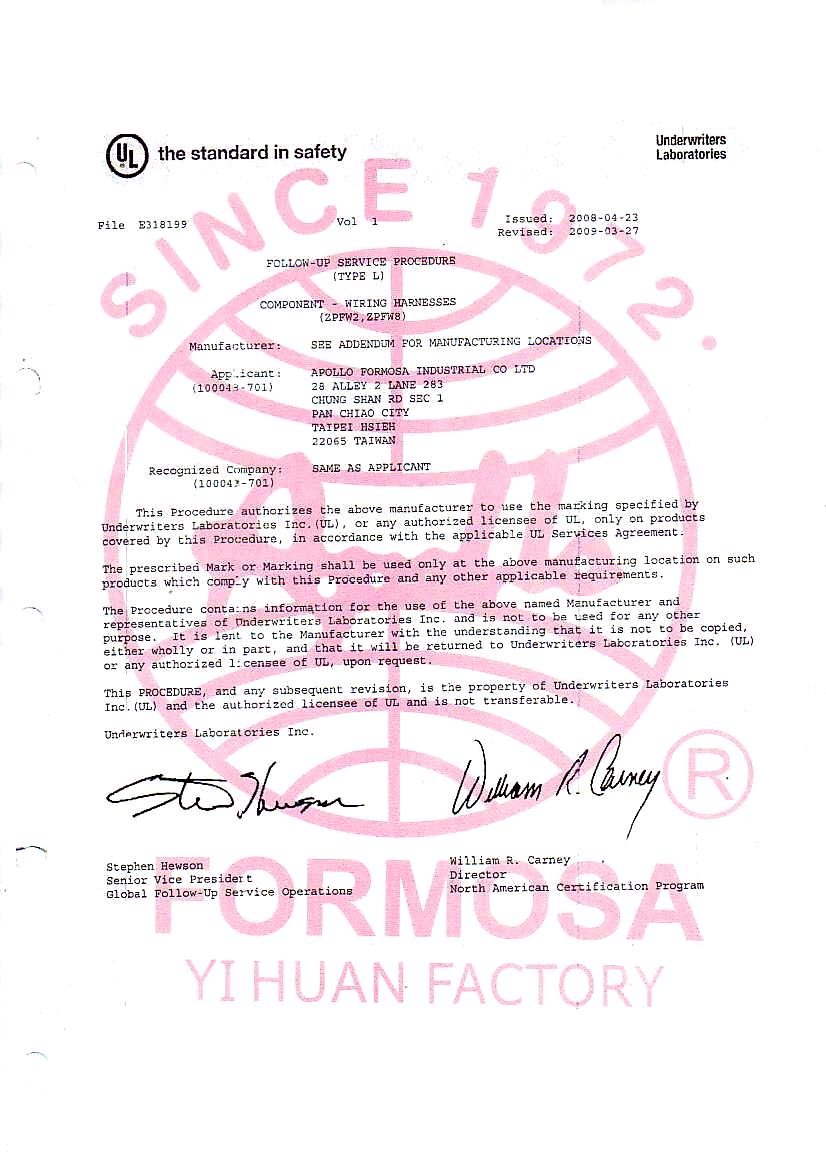 UL the standard in safety
Underwriters
Laboratories
SINCE 1972.
File E318199
Vol 1
Issued: 2008-04-23
Revised: 2009-03-27
FOLLOW-UP SERVICE PROCEDURE
(TYPE L)
COMPONENT - WIRING HARNESSES
(ZPFW2,ZPFW8)
Manufacturer: SEE ADDENDUM FOR MANUFACTURING LOCATIONS
Applicant: APOLLO FORMOSA INDUSTRIAL CO LTD
(100043-701) 28 ALLEY 2 LANE 283
CHUNG SHAN RD SEC 1
PAN CHIAO CITY
TAIPEI HSIEH
22065 TAIWAN
Recognized Company: SAME AS APPLICANT
(100043-701)
This Procedure authorizes the above manufacturer to use the marking specified by
Underwriters Laboratories Inc.(UL), or any authorized licensee of UL, only on products
covered by this Procedure, in accordance with the applicable UL Services Agreement.
The prescribed Mark or Marking shall be used only at the above manufacturing location on such
products which comply with this Procedure and any other applicable requirements.
The Procedure contains information for the use of the above named Manufacturer and
representatives of Underwriters Laboratories Inc. and is not to be used for any other
purpose. It is lent to the Manufacturer with the understanding that it is not to be copied,
either wholly or in part, and that it will be returned to Underwriters Laboratories Inc. (UL)
or any authorized licensee of UL, upon request.
This PROCEDURE, and any subsequent revision, is the property of Underwriters Laboratories
Inc.(UL) and the authorized licensee of UL and is not transferable.
Underwriters Laboratories Inc.
William R. Carney
®
Stephen Hewson
Senior Vice President
Global Follow-Up Service Operations
William R. Carney
Director
North American Certification Program
FORMOSA
YI HUAN FACTORY